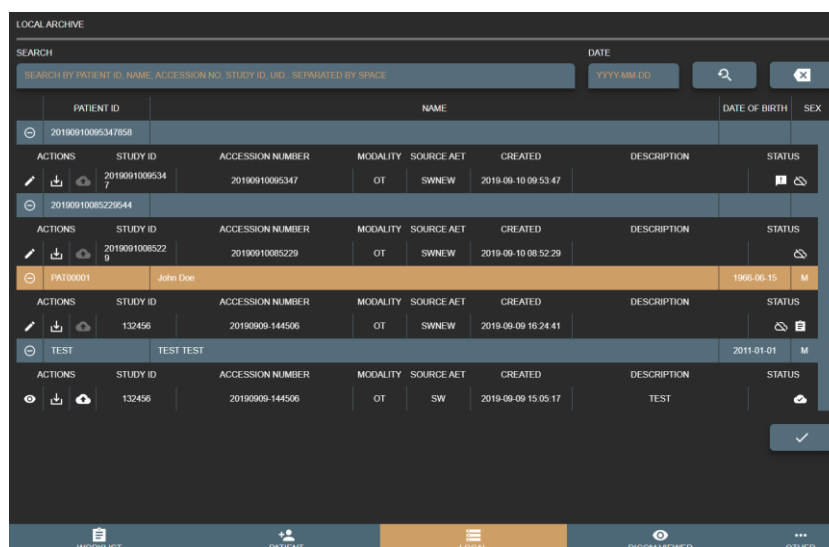 LOCAL ARCHIVE
SEARCH DATE
SEARCH BY PATIENT ID, NAME, ACCESSION NO, STUDY ID, UID.. SEPARATED BY SPACE YYYY-MM-DD
PATIENT ID NAME DATE OF BIRTH SEX
20190910095347858
ACTIONS STUDY ID ACCESSION NUMBER MODALITY SOURCE AET CREATED DESCRIPTION STATUS
20190910095347 20190910095347 OT SWNEW 2019-09-10 09:53:47
20190910085229544
ACTIONS STUDY ID ACCESSION NUMBER MODALITY SOURCE AET CREATED DESCRIPTION STATUS
20190910085229 20190910085229 OT SWNEW 2019-09-10 08:52:29
PAT00001 John Doe 1966-06-15 M
ACTIONS STUDY ID ACCESSION NUMBER MODALITY SOURCE AET CREATED DESCRIPTION STATUS
132456 20190909-144506 OT SWNEW 2019-09-09 16:24:41
TEST TEST TEST 2011-01-01 M
ACTIONS STUDY ID ACCESSION NUMBER MODALITY SOURCE AET CREATED DESCRIPTION STATUS
132456 20190909-144506 OT SW 2019-09-09 15:05:17 TEST
WORKLIST PATIENT LOCAL DICOM VIEWER OTHER